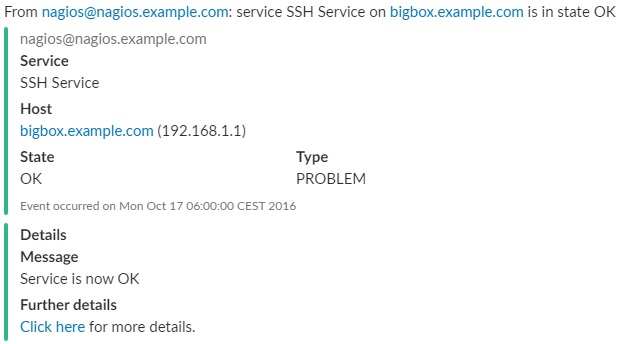 From nagios@nagios.example.com: service SSH Service on bigbox.example.com is in state OK
nagios@nagios.example.com
Service
SSH Service
Host
bigbox.example.com (192.168.1.1)
State Type
OK PROBLEM
Event occurred on Mon Oct 17 06:00:00 CEST 2016
Details
Message
Service is now OK
Further details
Click here for more details.